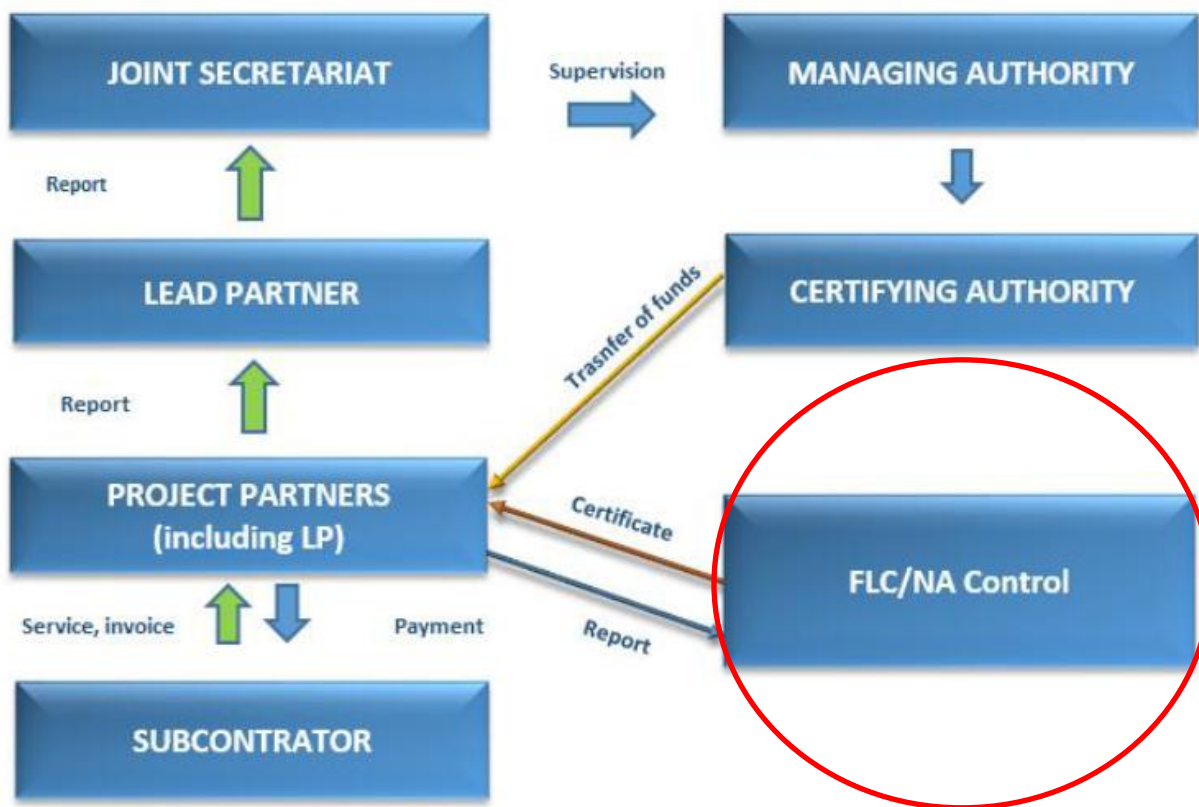 JOINT SECRETARIAT
Supervision
MANAGING AUTHORITY
Report
LEAD PARTNER
Trasnfer of funds
CERTIFYING AUTHORITY
Report
PROJECT PARTNERS
(including LP)
Certificate
FLC/NA Control
Service, invoice
Payment
Report
SUBCONTRATOR